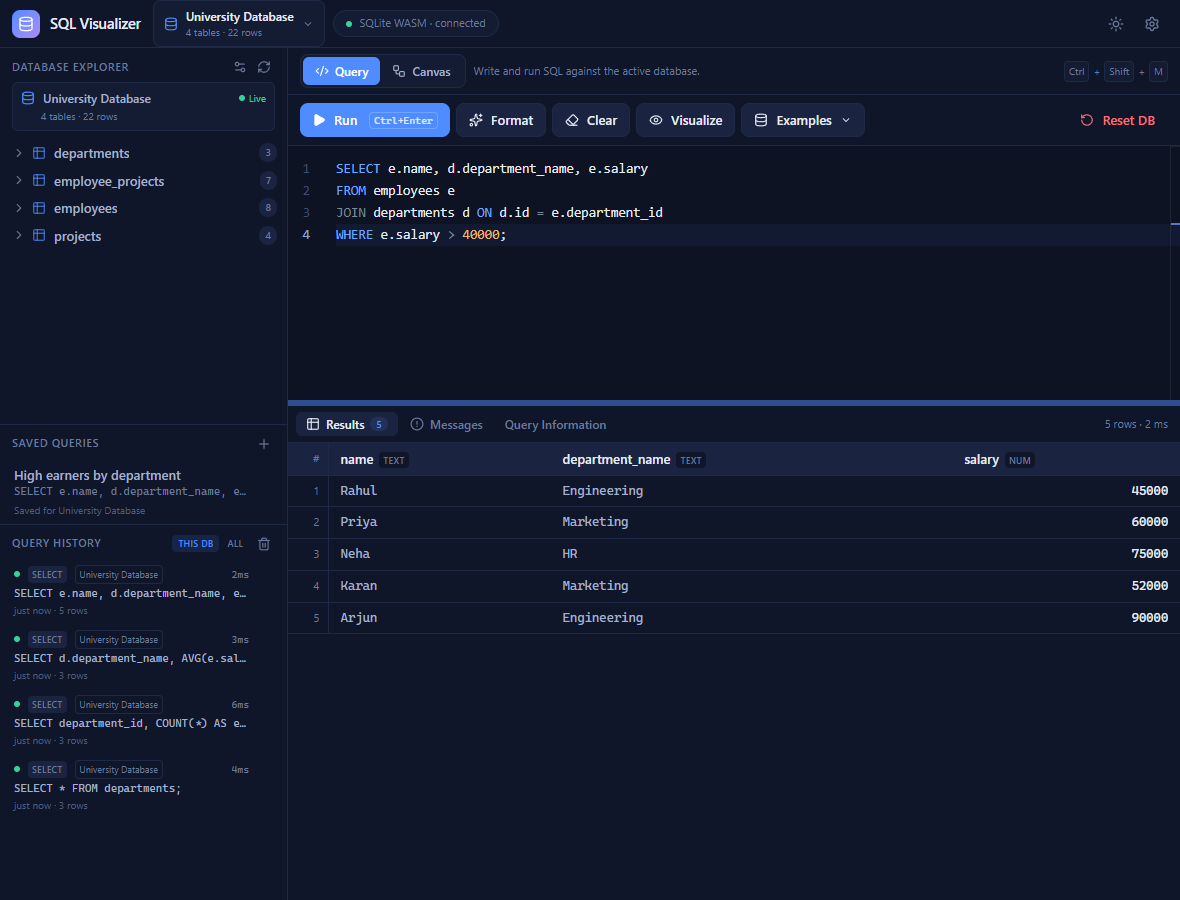 SQL Visualizer
University Database
4 tables · 22 rows
SQLite WASM · connected
DATABASE EXPLORER
University Database
Live
4 tables · 22 rows
departments 3
employee_projects 7
employees 8
projects 4
SAVED QUERIES
High earners by department
SELECT e.name, d.department_name, e…
Saved for University Database
QUERY HISTORY THIS DB ALL
SELECT University Database 2ms
SELECT e.name, d.department_name, e…
just now · 5 rows
SELECT University Database 3ms
SELECT d.department_name, AVG(e.sal…
just now · 3 rows
SELECT University Database 6ms
SELECT department_id, COUNT(*) AS e…
just now · 3 rows
SELECT University Database 4ms
SELECT * FROM departments;
just now · 3 rows
Query Canvas Write and run SQL against the active database. Ctrl + Shift + M
Run Ctrl+Enter Format Clear Visualize Examples Reset DB
1 SELECT e.name, d.department_name, e.salary
2 FROM employees e
3 JOIN departments d ON d.id = e.department_id
4 WHERE e.salary > 40000;
Results 5 Messages Query Information 5 rows · 2 ms
# name TEXT department_name TEXT salary NUM
1 Rahul Engineering 45000
2 Priya Marketing 60000
3 Neha HR 75000
4 Karan Marketing 52000
5 Arjun Engineering 90000